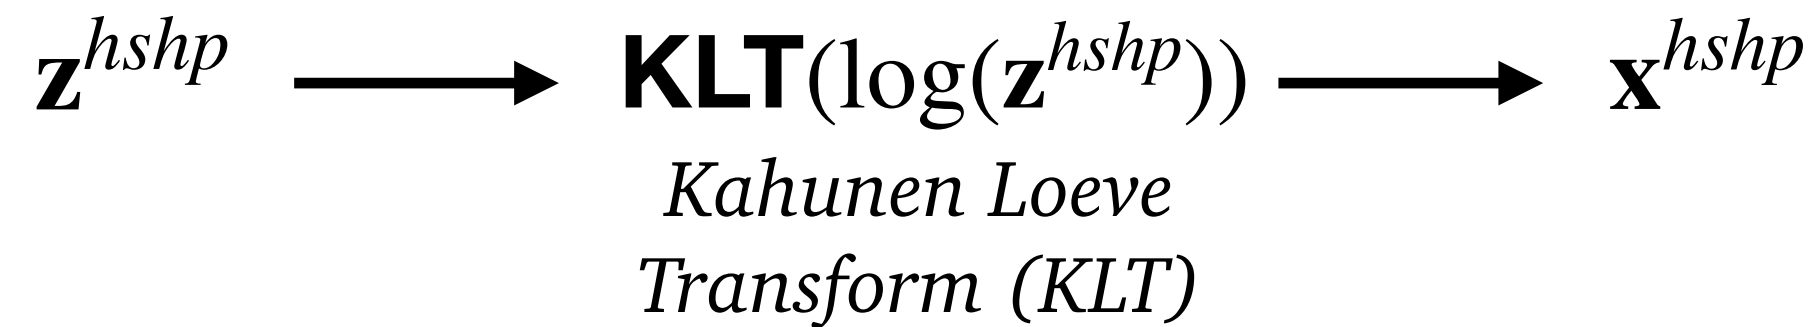 z^{hshp} → KLT(log(z^{hshp})) → x^{hshp}
Kahunen Loeve
Transform (KLT)